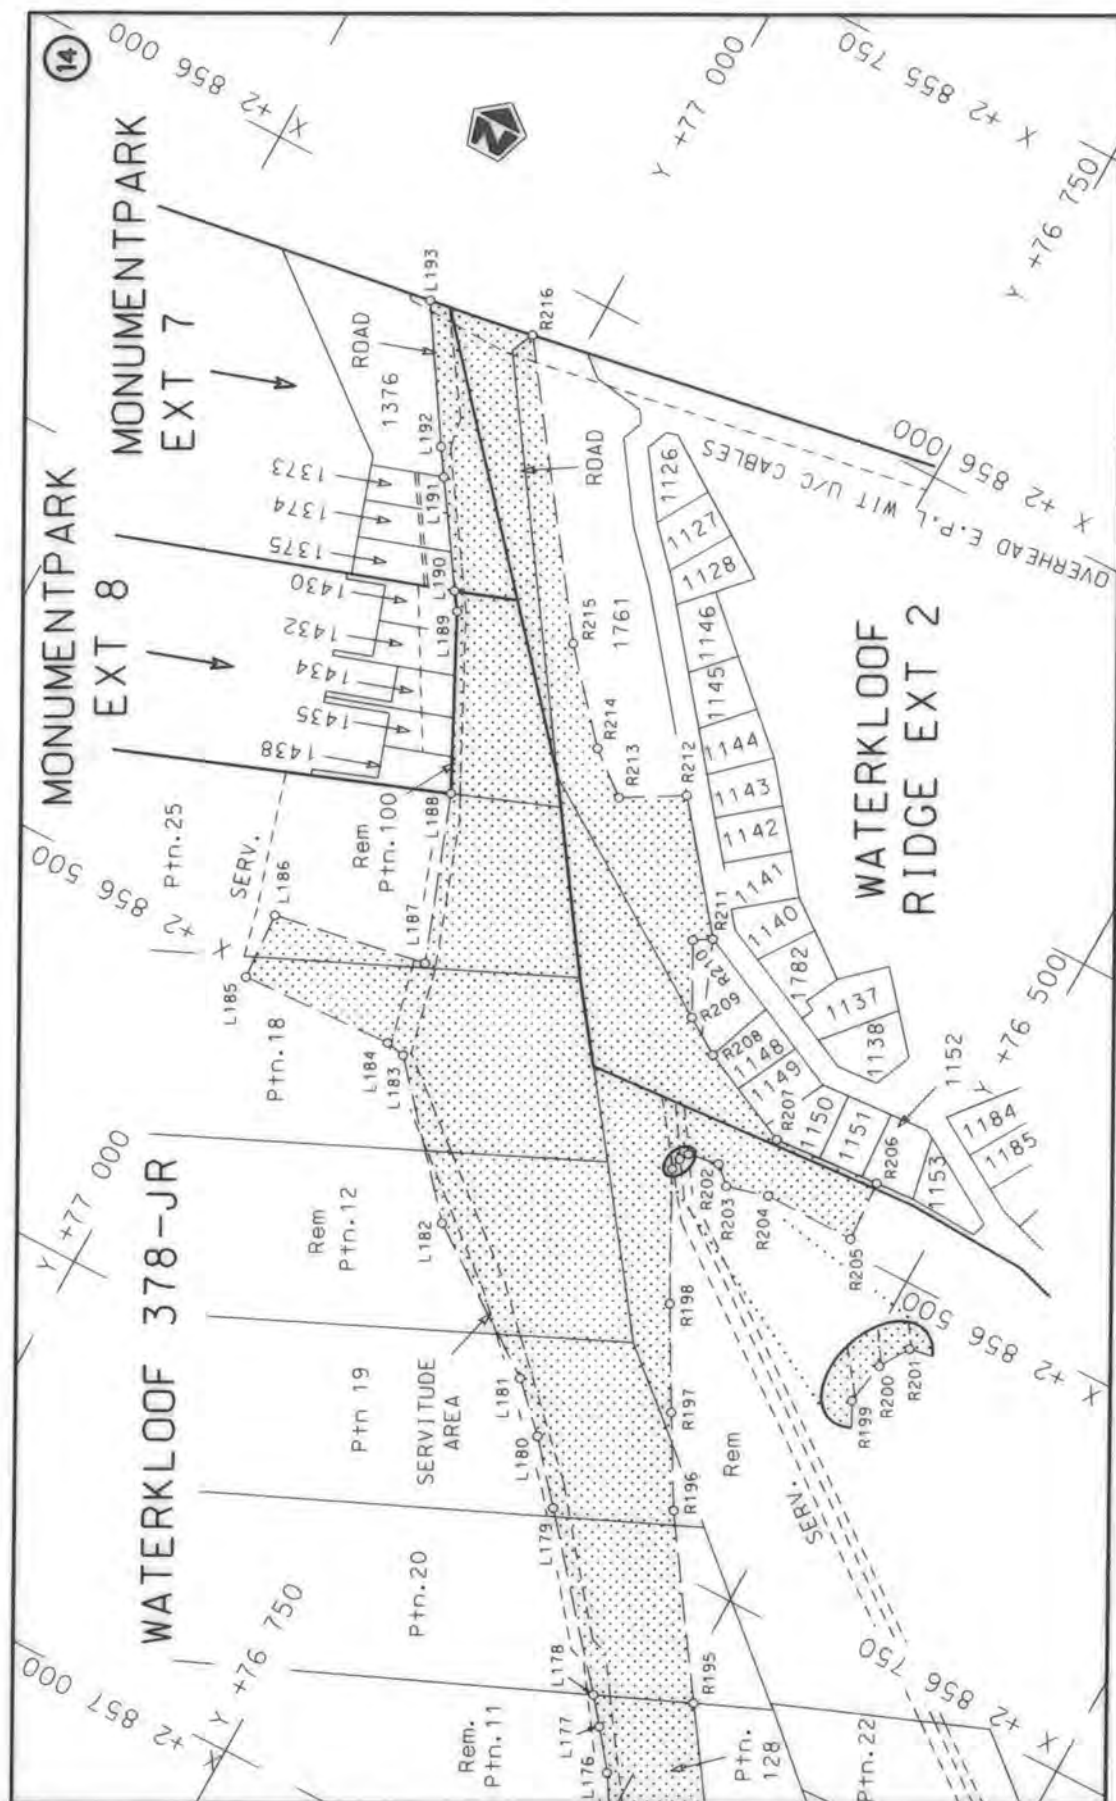 14
MONUMENTPARK
EXT 7
MONUMENTPARK
EXT 8
WATERKLOOF 378-JR
WATERKLOOF
RIDGE EXT 2
N
X +2 856 000
Y +77 000
X +2 855 750
Y +76 750
X +2 856 000
OVERHEAD E.P.L WIT U/C CABLES
X +2 856 500
Y +77 000
Y +76 500
X +2 856 500
+2 857 000
X
Y +76 750
X +2 856 750
L193
ROAD
1376
L192
L191
L190
L189
L188
L187
L186
L185
L184
L183
L182
L181
L180
L179
L178
L177
L176
1373
1374
1375
1430
1432
1434
1435
1438
Ptn.25
SERV.
Rem
Ptn.100
Ptn.18
Rem
Ptn.12
Ptn 19
SERVITUDE
AREA
Ptn.20
Rem.
Ptn.11
Ptn.
128
Ptn.22
Rem
SERV.
R216
ROAD
R215
1761
R214
R213
R212
R211
R210
R209
R208
R207
R206
R205
R204
R203
R202
R201
R200
R199
R198
R197
R196
R195
1126
1127
1128
1146
1145
1144
1143
1142
1141
1140
1782
1137
1138
1148
1149
1150
1151
1152
1153
1184
1185